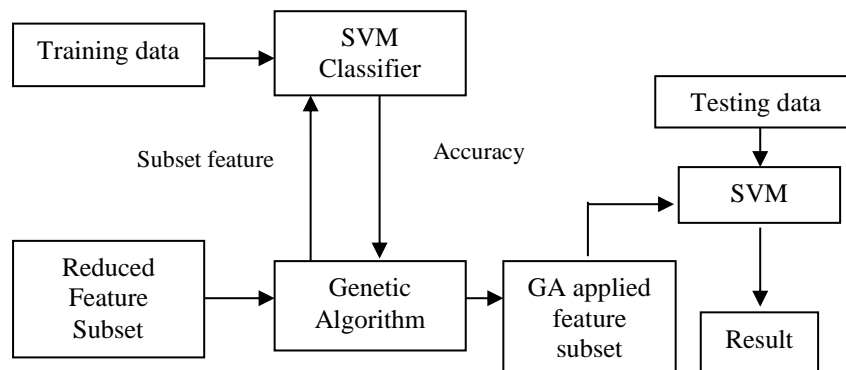 Training data
SVM
Classifier
Testing data
Subset feature
Accuracy
SVM
Reduced
Feature
Subset
Genetic
Algorithm
GA applied
feature
subset
Result